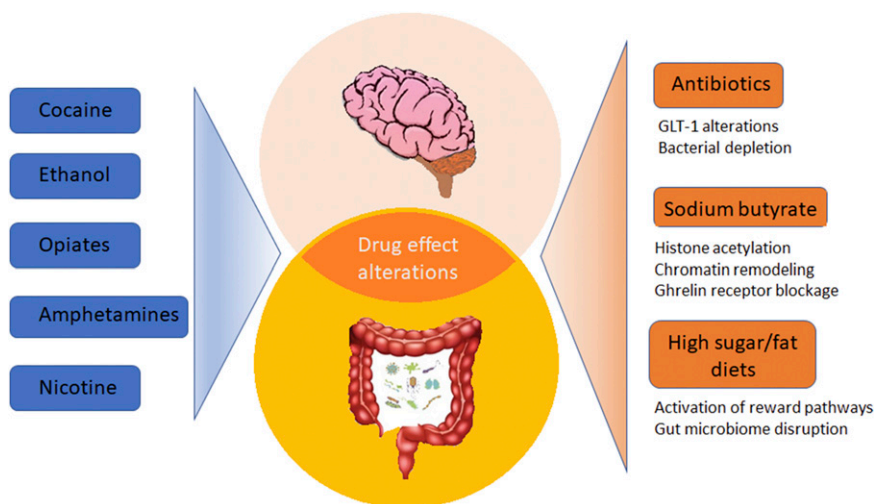 Cocaine
Ethanol
Opiates
Amphetamines
Nicotine
Drug effect
alterations
Antibiotics
GLT-1 alterations
Bacterial depletion
Sodium butyrate
Histone acetylation
Chromatin remodeling
Ghrelin receptor blockage
High sugar/fat
diets
Activation of reward pathways
Gut microbiome disruption